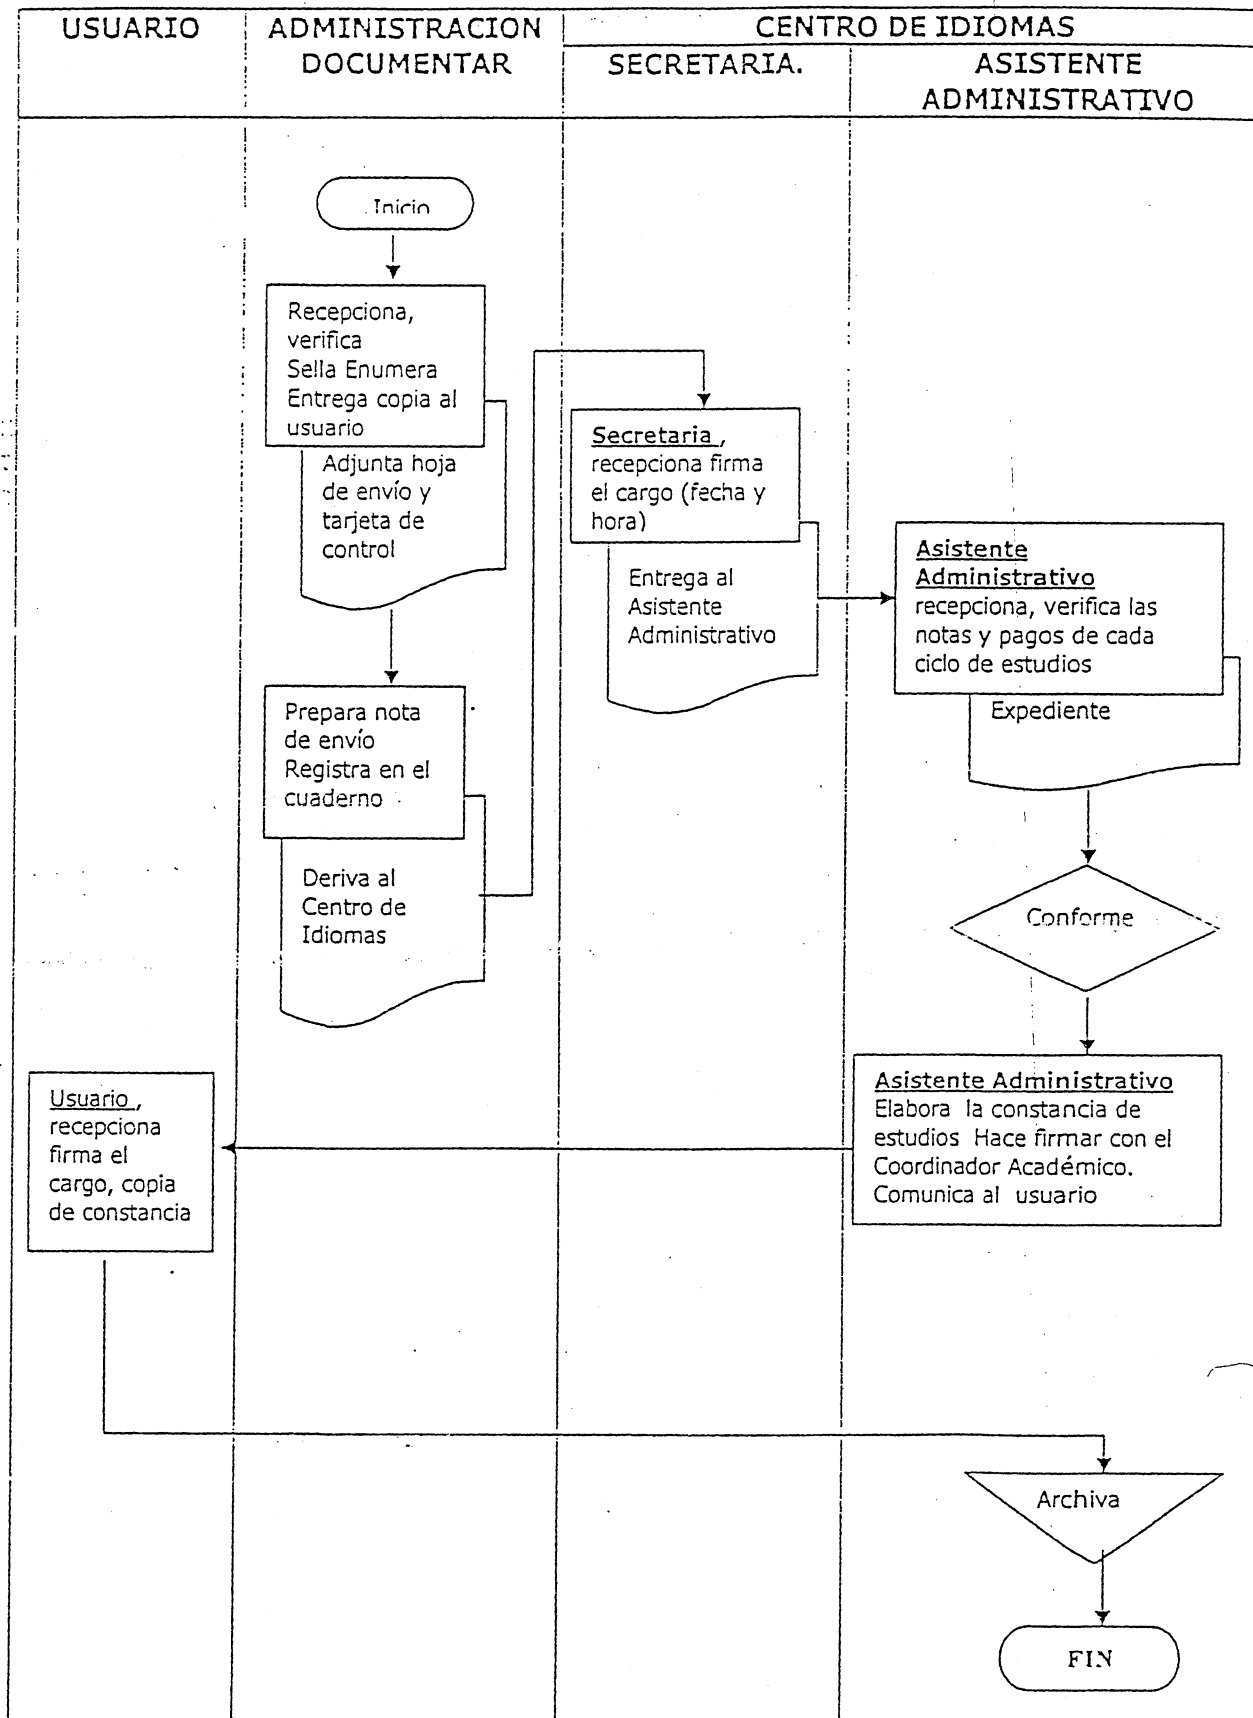 USUARIO
ADMINISTRACION
DOCUMENTAR
CENTRO DE IDIOMAS
SECRETARIA.
ASISTENTE
ADMINISTRATIVO
Inicio
Recepciona,
verifica
Sella Enumera
Entrega copia al
usuario
Adjunta hoja
de envío y
tarjeta de
control
Prepara nota
de envío
Registra en el
cuaderno
Deriva al
Centro de
Idiomas
Secretaria,
recepciona firma
el cargo (fecha y
hora)
Entrega al
Asistente
Administrativo
Asistente
Administrativo
recepciona, verifica las
notas y pagos de cada
ciclo de estudios
Expediente
Conforme
Asistente Administrativo
Elabora la constancia de
estudios Hace firmar con el
Coordinador Académico.
Comunica al usuario
Usuario,
recepciona
firma el
cargo, copia
de constancia
Archiva
FIN